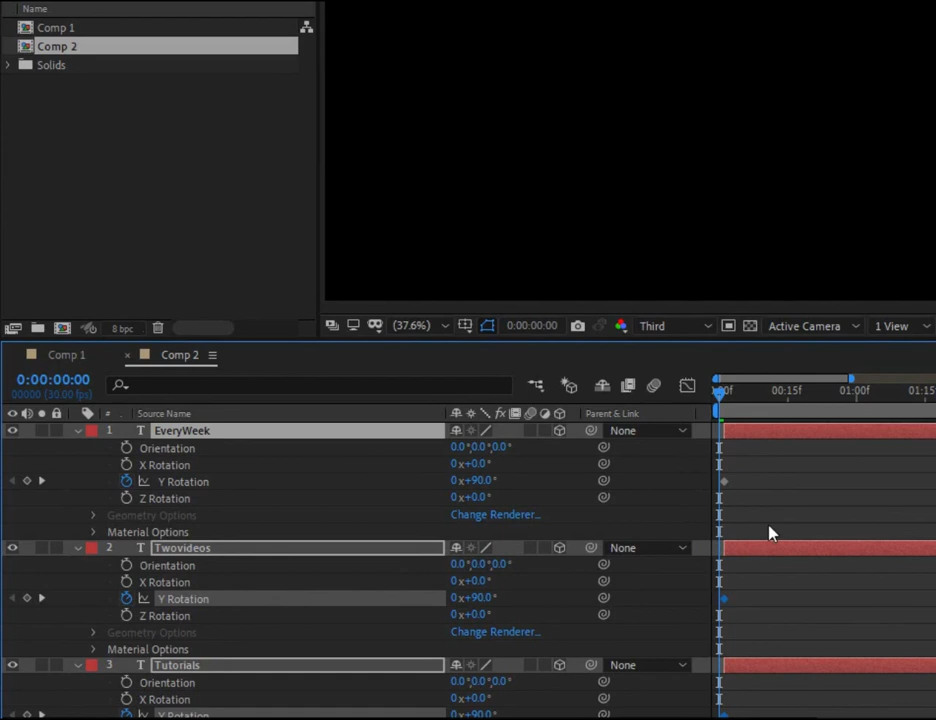 Name
Comp 1
Comp 2
Solids
8 bpc
(37.6%) 0:00:00:00 Third Active Camera 1 View
Comp 1 × Comp 2
0:00:00:00
00000 (30.00 fps)
:00f 00:15f 01:00f 01:15
# Source Name fx Parent & Link
1 T EveryWeek None
Orientation 0.0°,0.0°,0.0°
X Rotation 0x+0.0°
Y Rotation 0x+90.0°
Z Rotation 0x+0.0°
Geometry Options Change Renderer...
Material Options
2 T Twovideos None
Orientation 0.0°,0.0°,0.0°
X Rotation 0x+0.0°
Y Rotation 0x+90.0°
Z Rotation 0x+0.0°
Geometry Options Change Renderer...
Material Options
3 T Tutorials None
Orientation 0.0°,0.0°,0.0°
X Rotation 0x+0.0°
Y Rotation 0x+90.0°